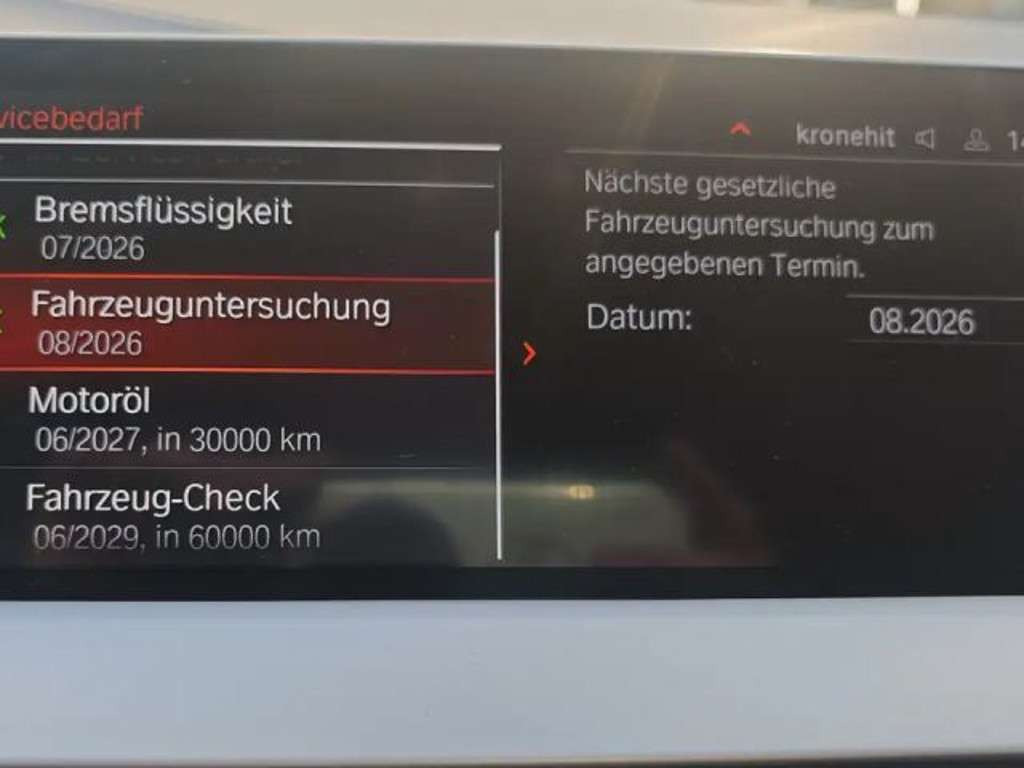 vicebedarf
kronehit 14
Bremsflüssigkeit
07/2026
Fahrzeuguntersuchung
08/2026
Motoröl
06/2027, in 30000 km
Fahrzeug-Check
06/2029, in 60000 km
Nächste gesetzliche
Fahrzeuguntersuchung zum
angegebenen Termin.
Datum: 08.2026